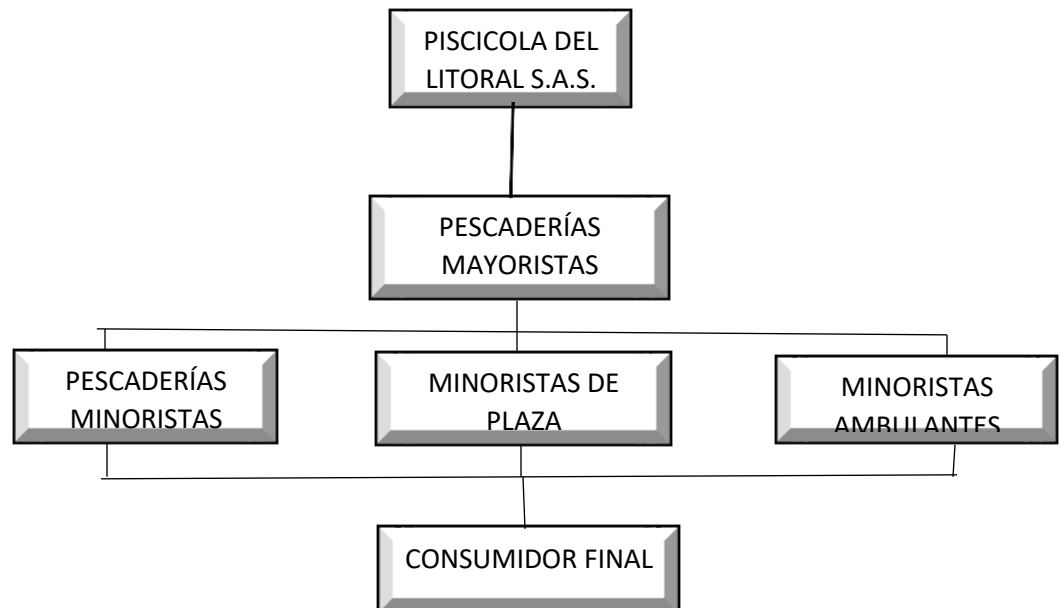 PISCICOLA DEL
LITORAL S.A.S.
PESCADERÍAS
MAYORISTAS
PESCADERÍAS
MINORISTAS
MINORISTAS DE
PLAZA
MINORISTAS
AMBULANTES
CONSUMIDOR FINAL